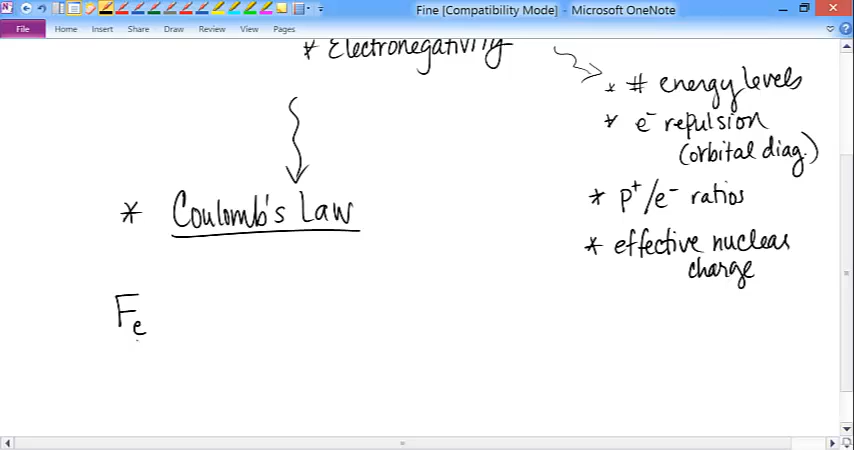 Fine [Compatibility Mode] - Microsoft OneNote
File Home Insert Share Draw Review View Pages
* Electronegativity
* # energy levels
* e⁻ repulsion
(orbital diag.)
* p⁺/e⁻ ratios
* Coulomb's Law
* effective nuclear
charge
Fe